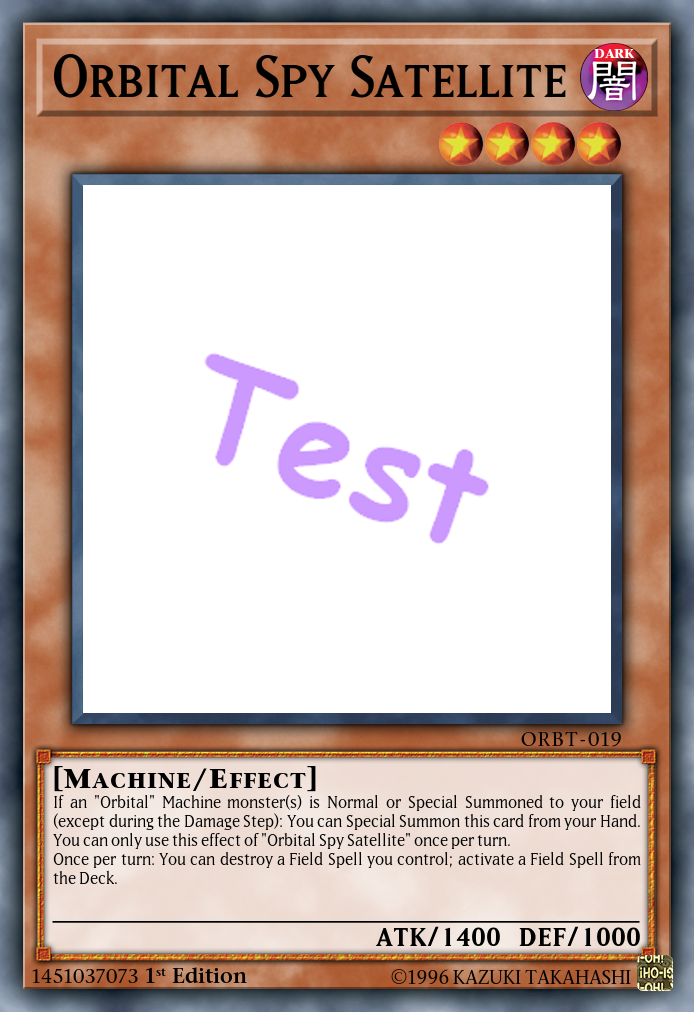 Orbital Spy Satellite
DARK
闇
Test
ORBT-019
[Machine/Effect]
If an "Orbital" Machine monster(s) is Normal or Special Summoned to your field
(except during the Damage Step): You can Special Summon this card from your Hand.
You can only use this effect of "Orbital Spy Satellite" once per turn.
Once per turn: You can destroy a Field Spell you control; activate a Field Spell from
the Deck.
ATK/1400 DEF/1000
1451037073 1st Edition
©1996 KAZUKI TAKAHASHI